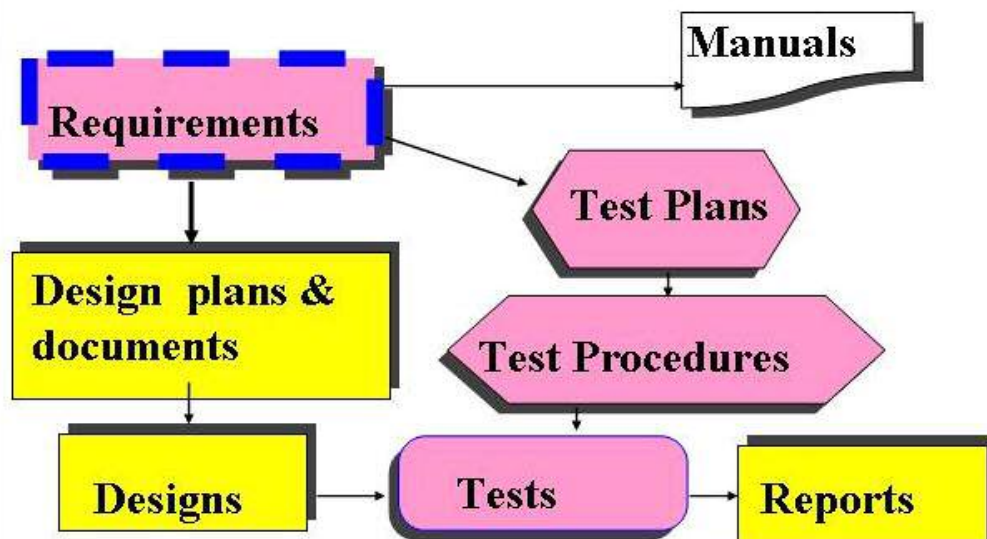 Manuals
Requirements
Test Plans
Design plans &
documents
Test Procedures
Designs
Tests
Reports